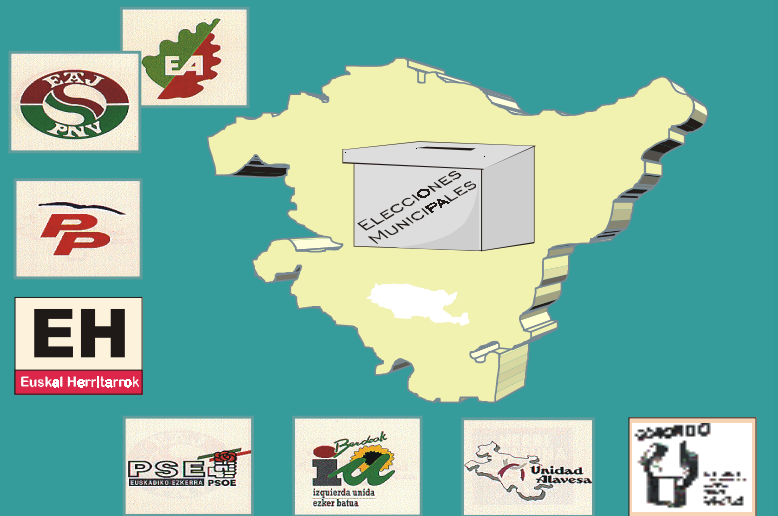 EA
EAJ
PNV
ELECCIONES
MUNICIPALES
PP
EH
Euskal Herritarrok
PSE
EUSKADIKO EZKERRA
PSOE
Berdeak
ia
izquierda unida
ezker batua
Unidad
Alavesa